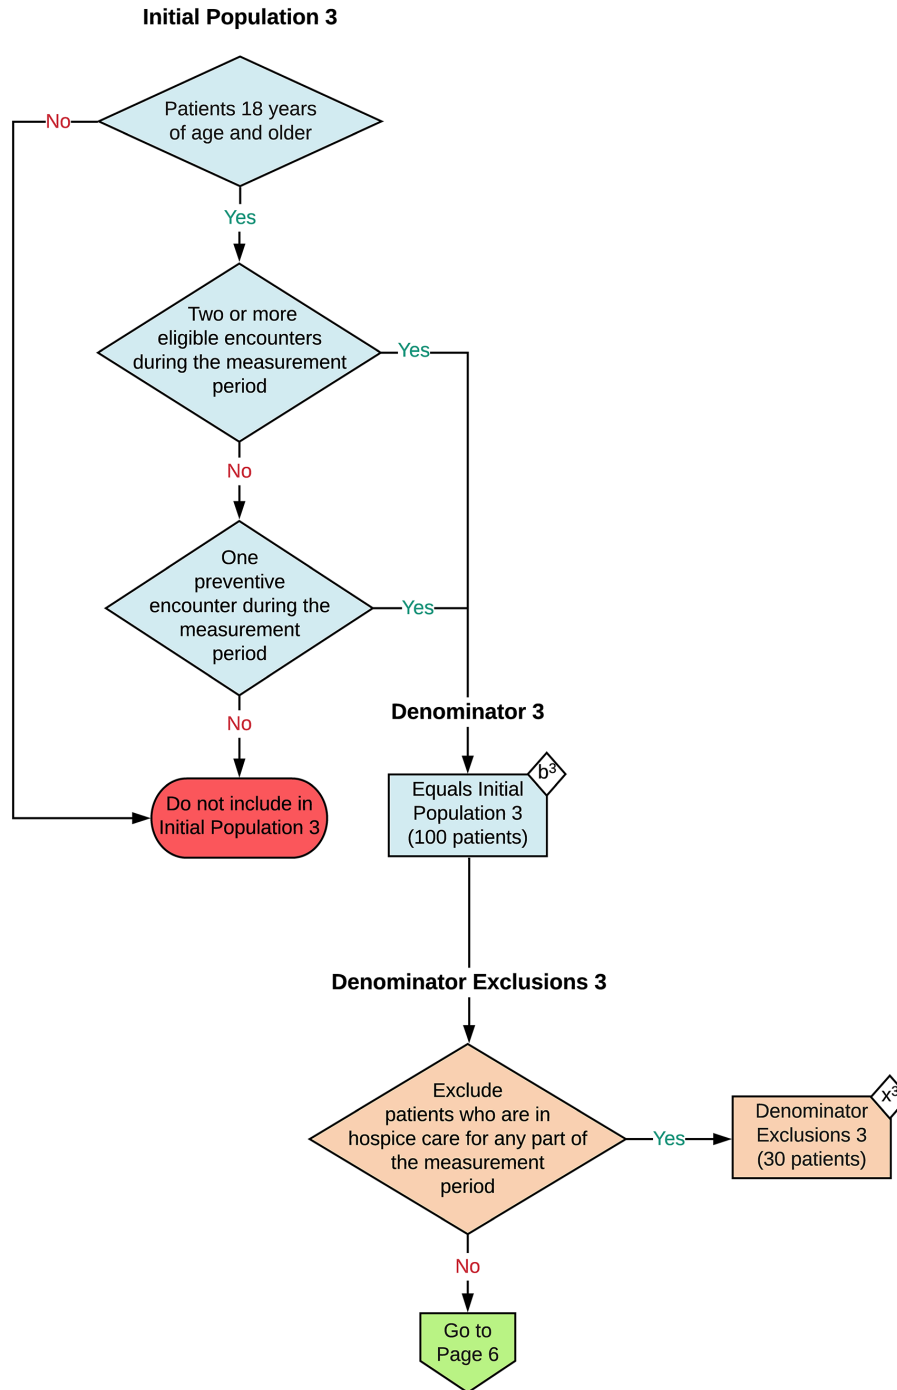 Initial Population 3
Patients 18 years
of age and older
No
Yes
Two or more
eligible encounters
during the measurement
period
Yes
No
One
preventive
encounter during the
measurement
period
Yes
No
Do not include in
Initial Population 3
Denominator 3
b³
Equals Initial
Population 3
(100 patients)
Denominator Exclusions 3
Exclude
patients who are in
hospice care for any part of
the measurement
period
Yes
x³
Denominator
Exclusions 3
(30 patients)
No
Go to
Page 6